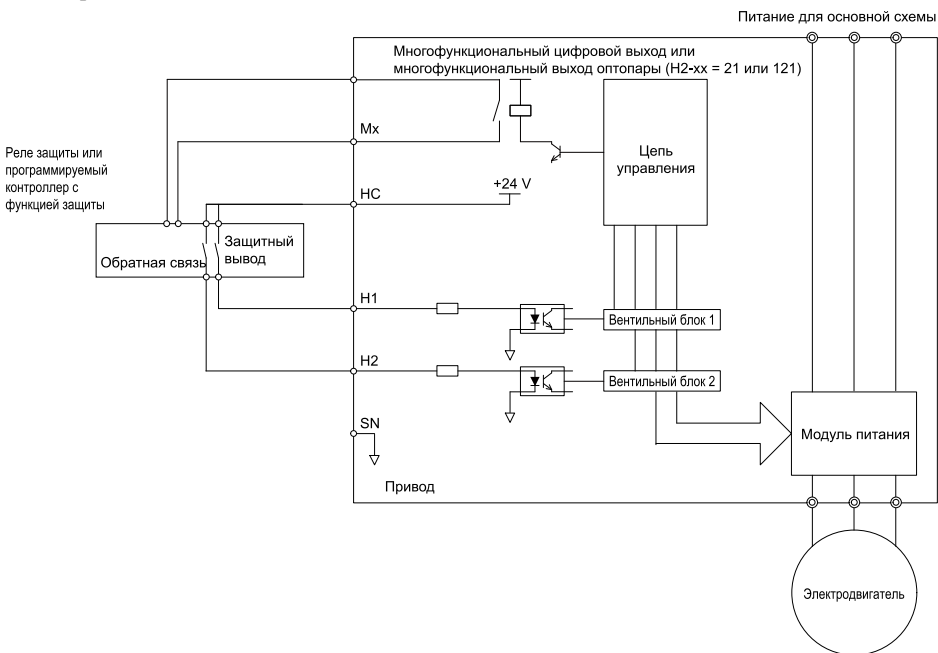 Питание для основной схемы
Многофункциональный цифровой выход или
многофункциональный выход оптопары (H2-xx = 21 или 121)
Mx
Реле защиты или
программируемый
контроллер с
функцией защиты
Цепь
управления
+24 V
HC
Защитный
вывод
Обратная связь
H1
Вентильный блок 1
H2
Вентильный блок 2
SN
Модуль питания
Привод
Электродвигатель